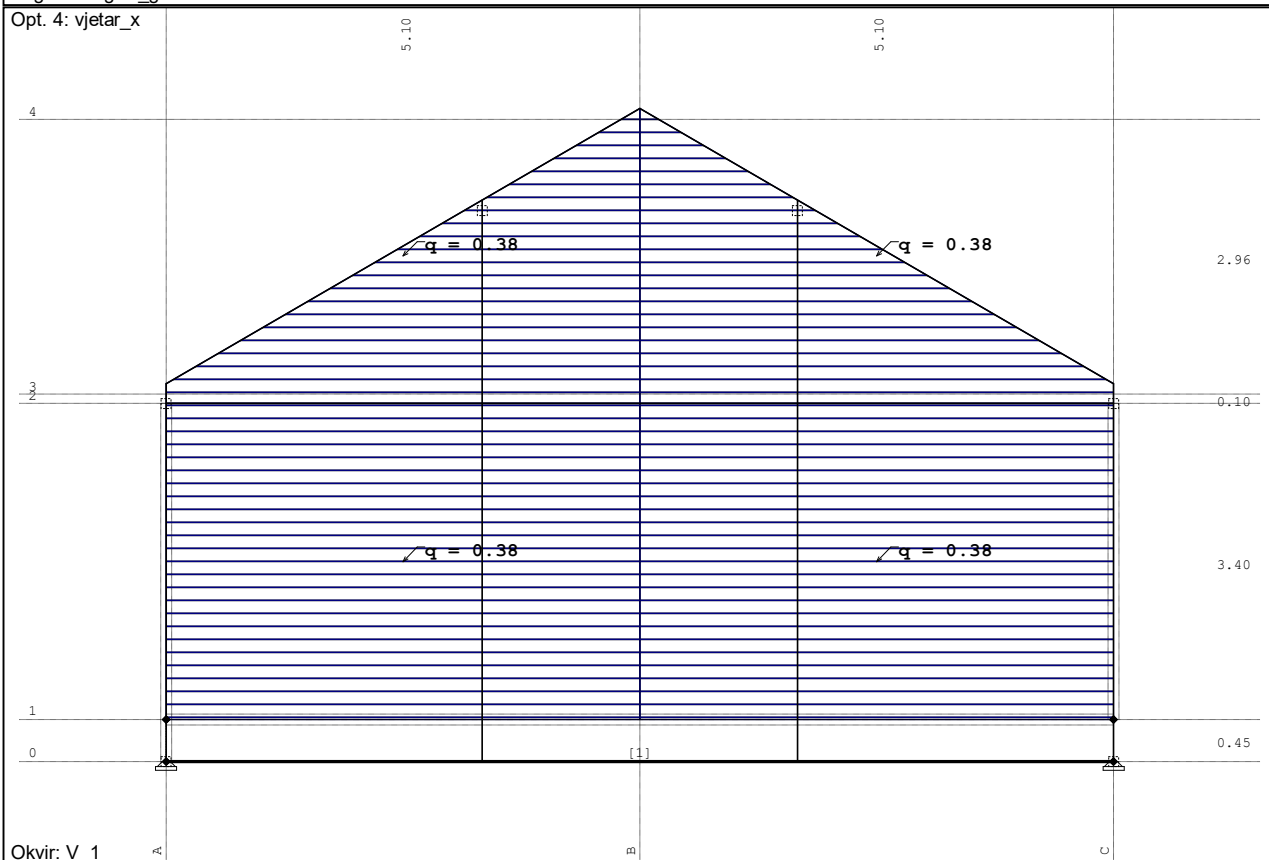 Opt. 4: vjetar_x
5.10
5.10
4
q = 0.38
q = 0.38
2.96
3
2
0.10
q = 0.38
q = 0.38
3.40
1
0.45
0
[1]
Okvir: V_1
A
B
C